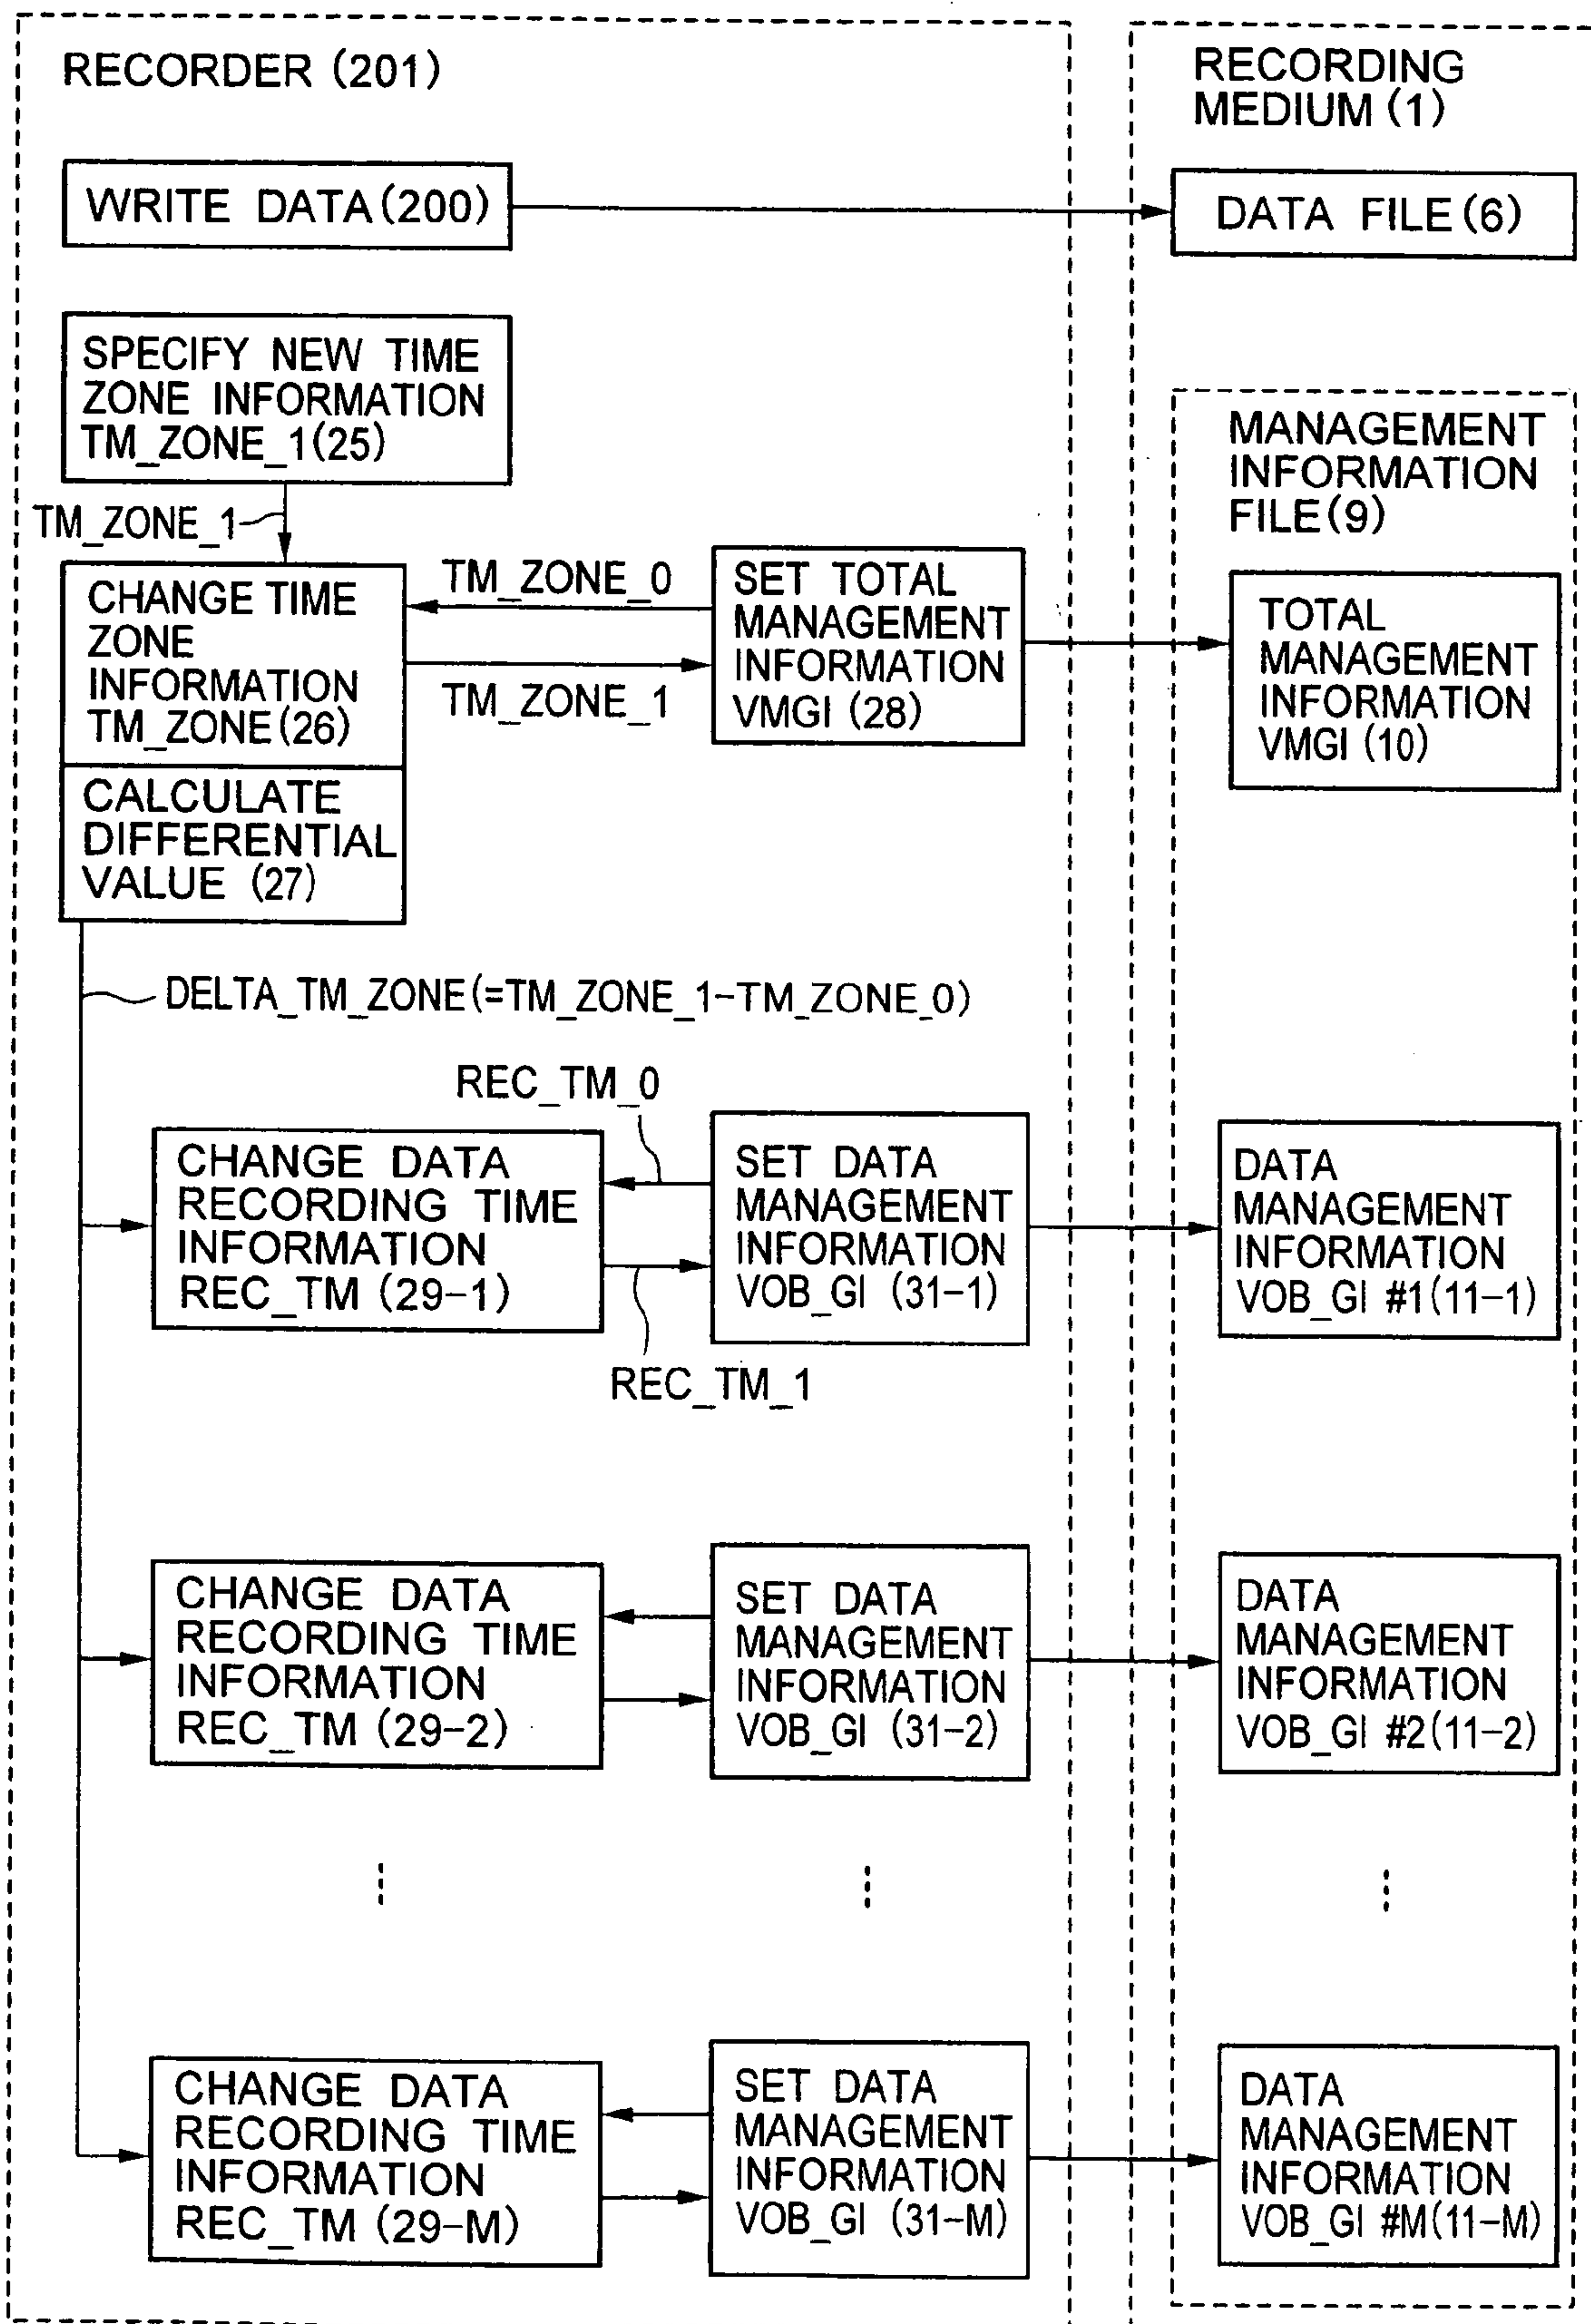 RECORDER (201)
RECORDING
MEDIUM (1)
WRITE DATA (200)
DATA FILE (6)
SPECIFY NEW TIME
ZONE INFORMATION
TM_ZONE_1 (25)
MANAGEMENT
INFORMATION
FILE (9)
TM_ZONE_1
CHANGE TIME
ZONE
INFORMATION
TM_ZONE (26)
TM_ZONE_0
TM_ZONE_1
SET TOTAL
MANAGEMENT
INFORMATION
VMGI (28)
TOTAL
MANAGEMENT
INFORMATION
VMGI (10)
CALCULATE
DIFFERENTIAL
VALUE (27)
DELTA_TM_ZONE (=TM_ZONE_1-TM_ZONE_0)
REC_TM_0
CHANGE DATA
RECORDING TIME
INFORMATION
REC_TM (29-1)
SET DATA
MANAGEMENT
INFORMATION
VOB_GI (31-1)
DATA
MANAGEMENT
INFORMATION
VOB_GI #1 (11-1)
REC_TM_1
CHANGE DATA
RECORDING TIME
INFORMATION
REC_TM (29-2)
SET DATA
MANAGEMENT
INFORMATION
VOB_GI (31-2)
DATA
MANAGEMENT
INFORMATION
VOB_GI #2 (11-2)
CHANGE DATA
RECORDING TIME
INFORMATION
REC_TM (29-M)
SET DATA
MANAGEMENT
INFORMATION
VOB_GI (31-M)
DATA
MANAGEMENT
INFORMATION
VOB_GI #M (11-M)